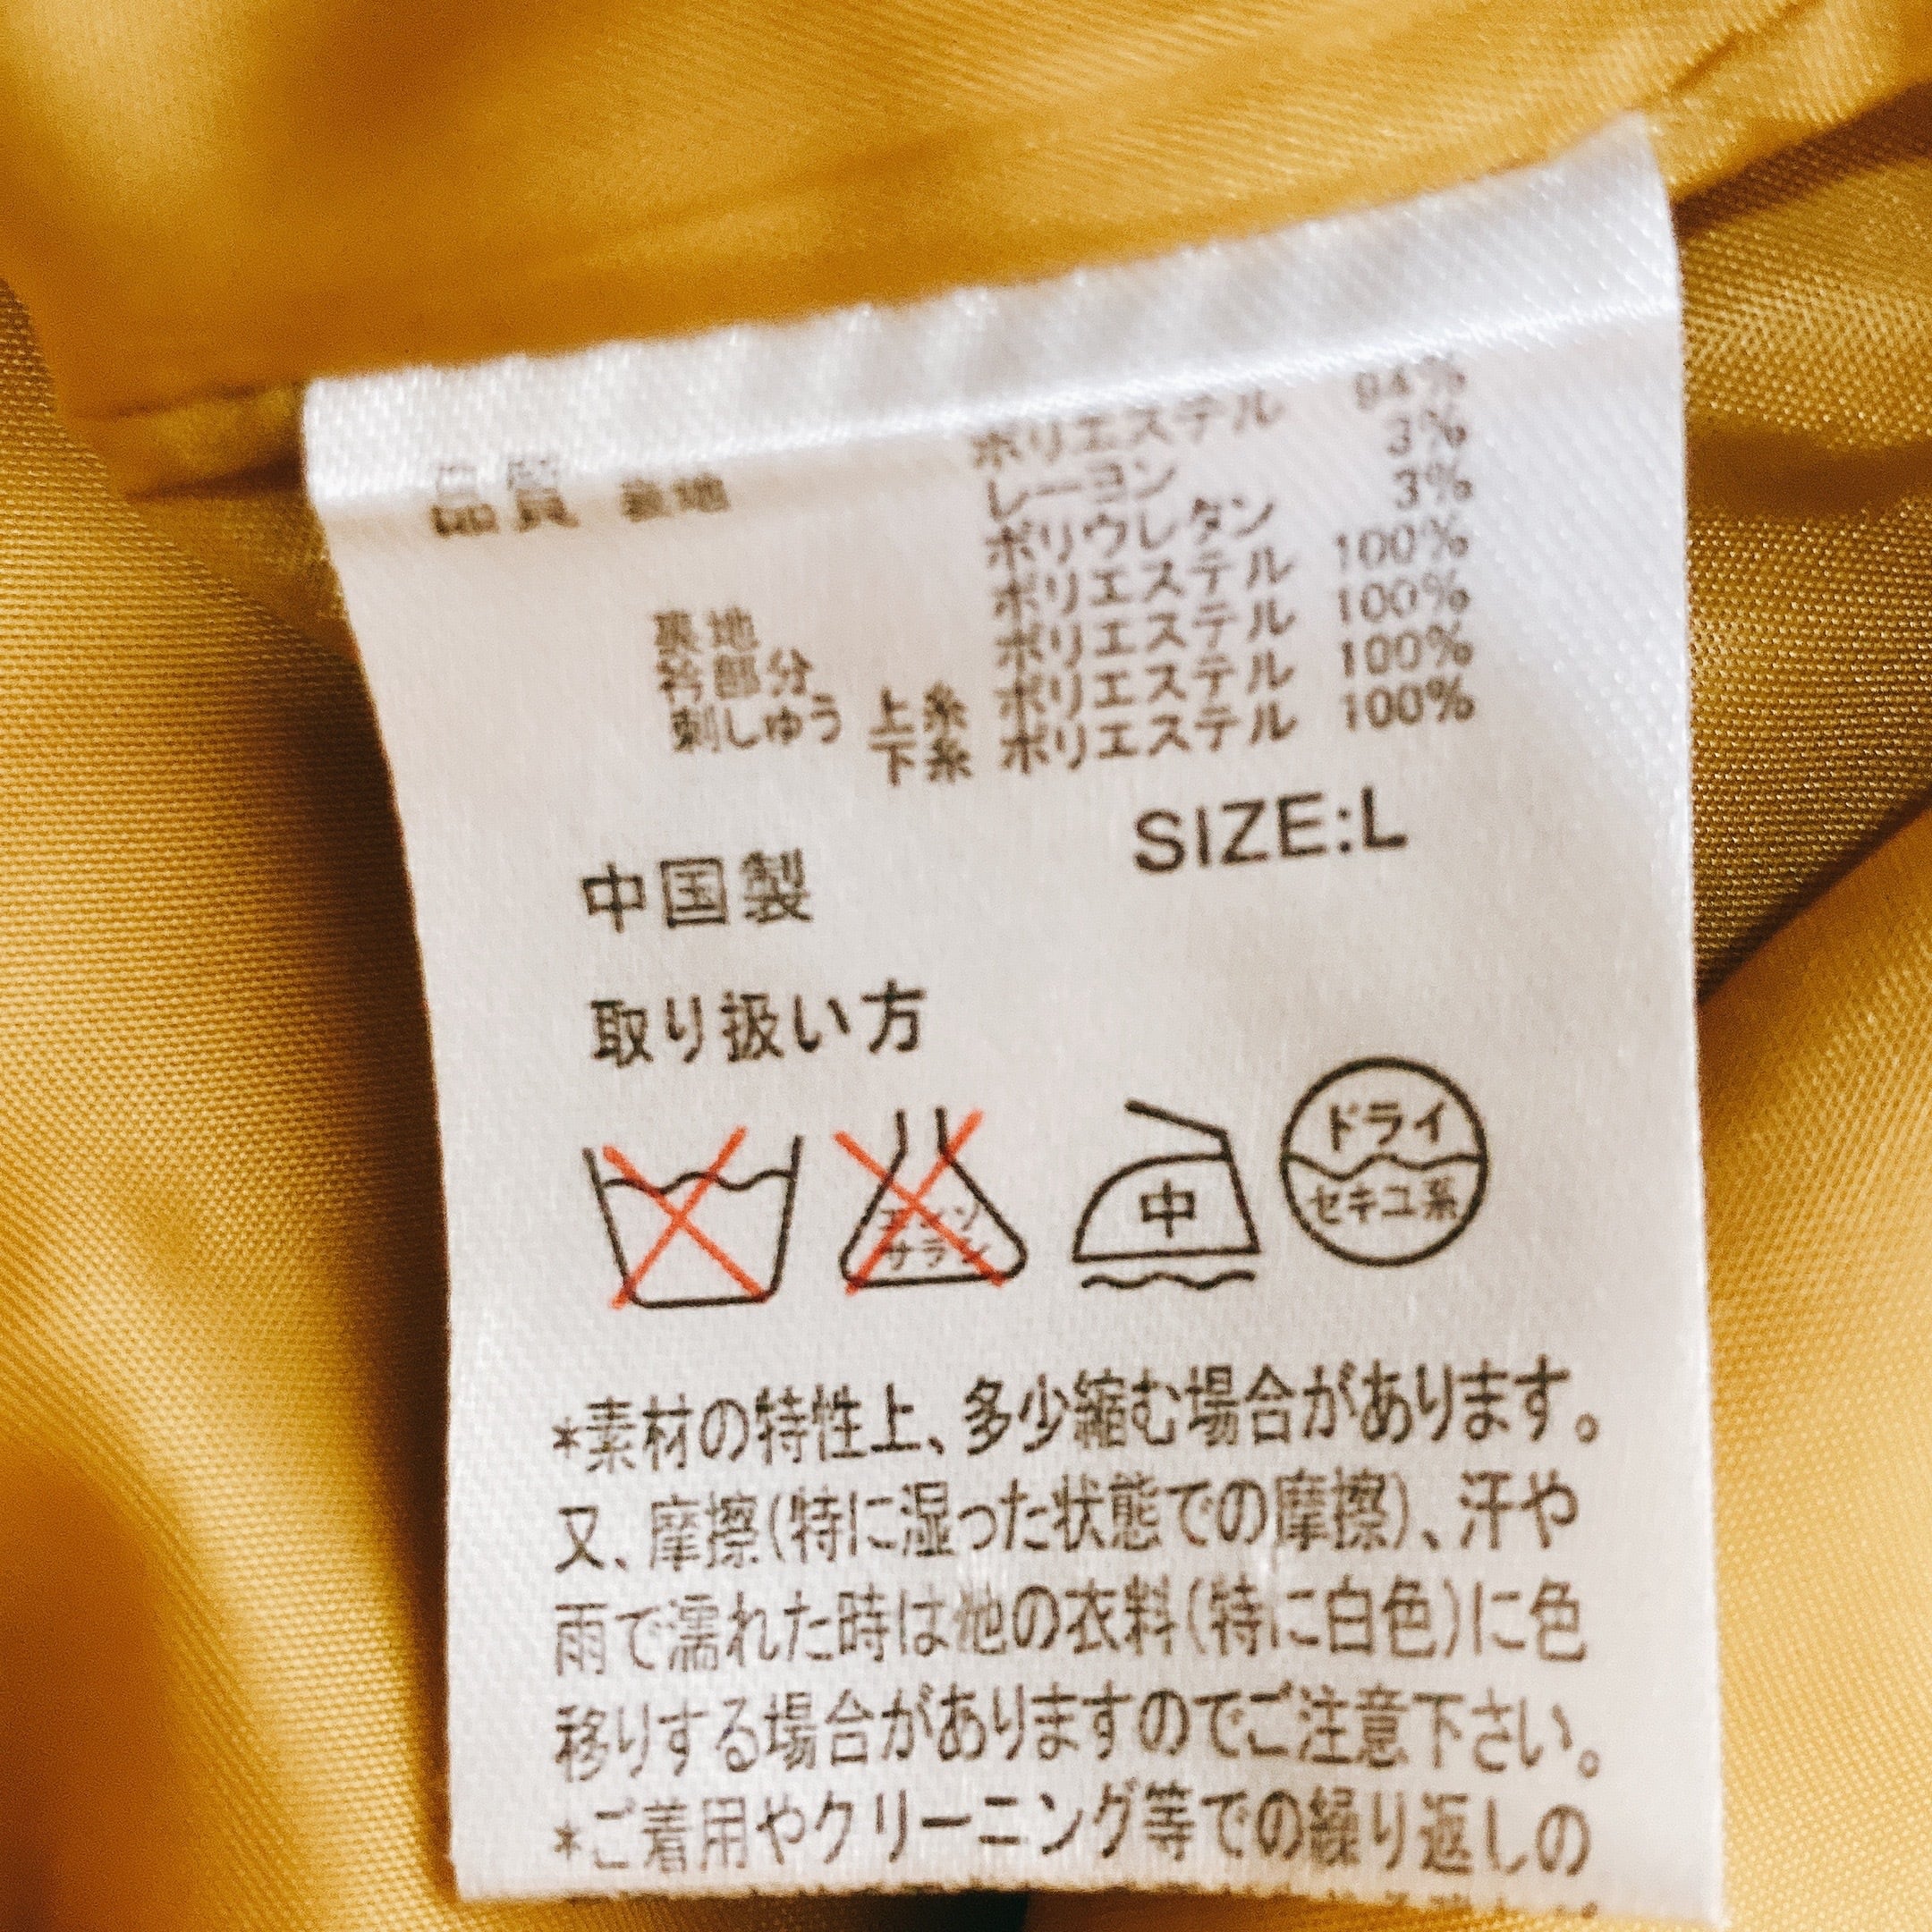 品質 表地 ポリエステル 94%
レーヨン 3%
ポリウレタン 3%
裏地 ポリエステル 100%
衿部分 ポリエステル 100%
刺しゅう 上糸 ポリエステル 100%
下糸 ポリエステル 100%
SIZE:L
中国製
取り扱い方
エンソ
サラシ
中
ドライ
セキユ系
*素材の特性上、多少縮む場合があります。
又、摩擦(特に湿った状態での摩擦)、汗や
雨で濡れた時は他の衣料(特に白色)に色
移りする場合がありますのでご注意下さい。
*ご着用やクリーニング等での繰り返しの